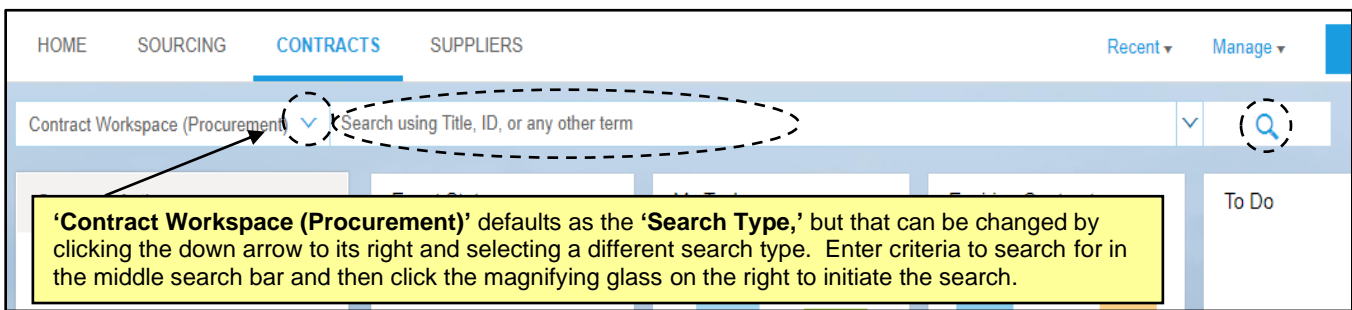 HOME SOURCING CONTRACTS SUPPLIERS Recent ▾ Manage ▾
Contract Workspace (Procurement) Search using Title, ID, or any other term
To Do
‘Contract Workspace (Procurement)’ defaults as the ‘Search Type,’ but that can be changed by
clicking the down arrow to its right and selecting a different search type.  Enter criteria to search for in
the middle search bar and then click the magnifying glass on the right to initiate the search.